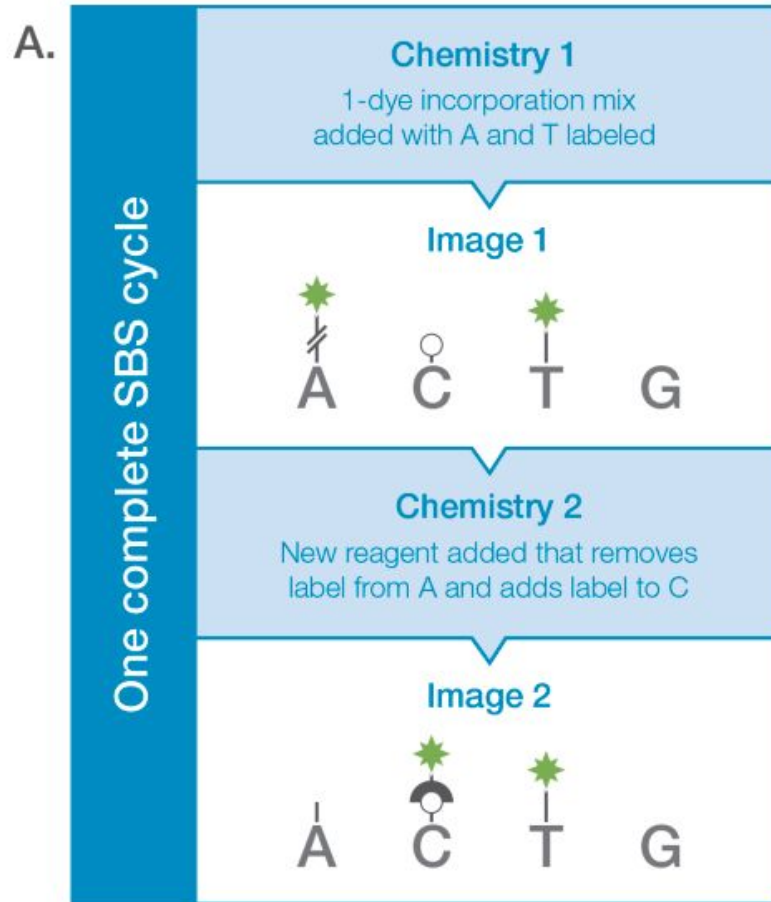 A.
One complete SBS cycle
Chemistry 1
1-dye incorporation mix
added with A and T labeled
Image 1
A C T G
Chemistry 2
New reagent added that removes
label from A and adds label to C
Image 2
A C T G